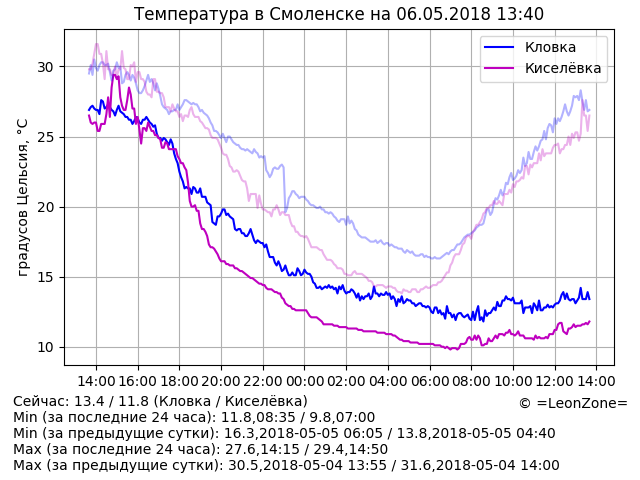 Температура в Смоленске на 06.05.2018 13:40
Кловка
Киселёвка
градусов Цельсия, °C
30
25
20
15
10
14:00 16:00 18:00 20:00 22:00 00:00 02:00 04:00 06:00 08:00 10:00 12:00 14:00
Сейчас: 13.4 / 11.8 (Кловка / Киселёвка)
© =LeonZone=
Min (за последние 24 часа): 11.8,08:35 / 9.8,07:00
Min (за предыдущие сутки): 16.3,2018-05-05 06:05 / 13.8,2018-05-05 04:40
Max (за последние 24 часа): 27.6,14:15 / 29.4,14:50
Max (за предыдущие сутки): 30.5,2018-05-04 13:55 / 31.6,2018-05-04 14:00